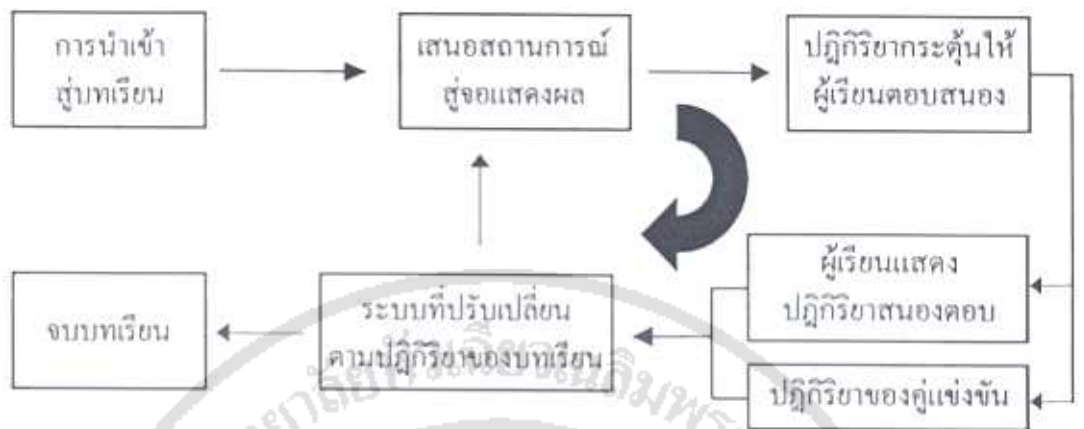 การนำเข้า
สู่บทเรียน
เสนอสถานการณ์
สู่จอแสดงผล
ปฎิกิริยากระตุ้นให้
ผู้เรียนตอบสนอง
ผู้เรียนแสดง
ปฎิกิริยาสนองตอบ
ปฎิกิริยาของคู่แข่งขัน
ระบบที่ปรับเปลี่ยน
ตามปฎิกิริยาของบทเรียน
จบบทเรียน